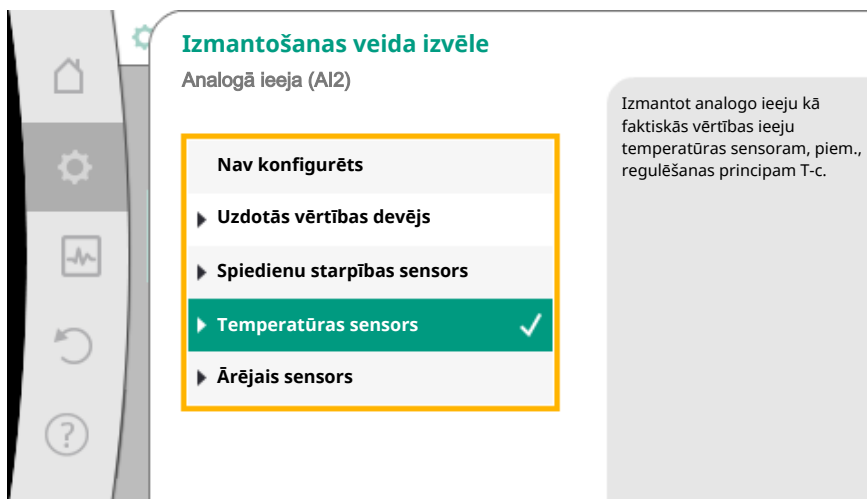 Izmantošanas veida izvēle
Analogā ieeja (AI2)
Nav konfigurēts
Uzdotās vērtības devējs
Spiedienu starpības sensors
Temperatūras sensors
Ārējais sensors
Izmantot analogo ieeju kā
faktiskās vērtības ieeju
temperatūras sensoram, piem.,
regulēšanas principam T-c.